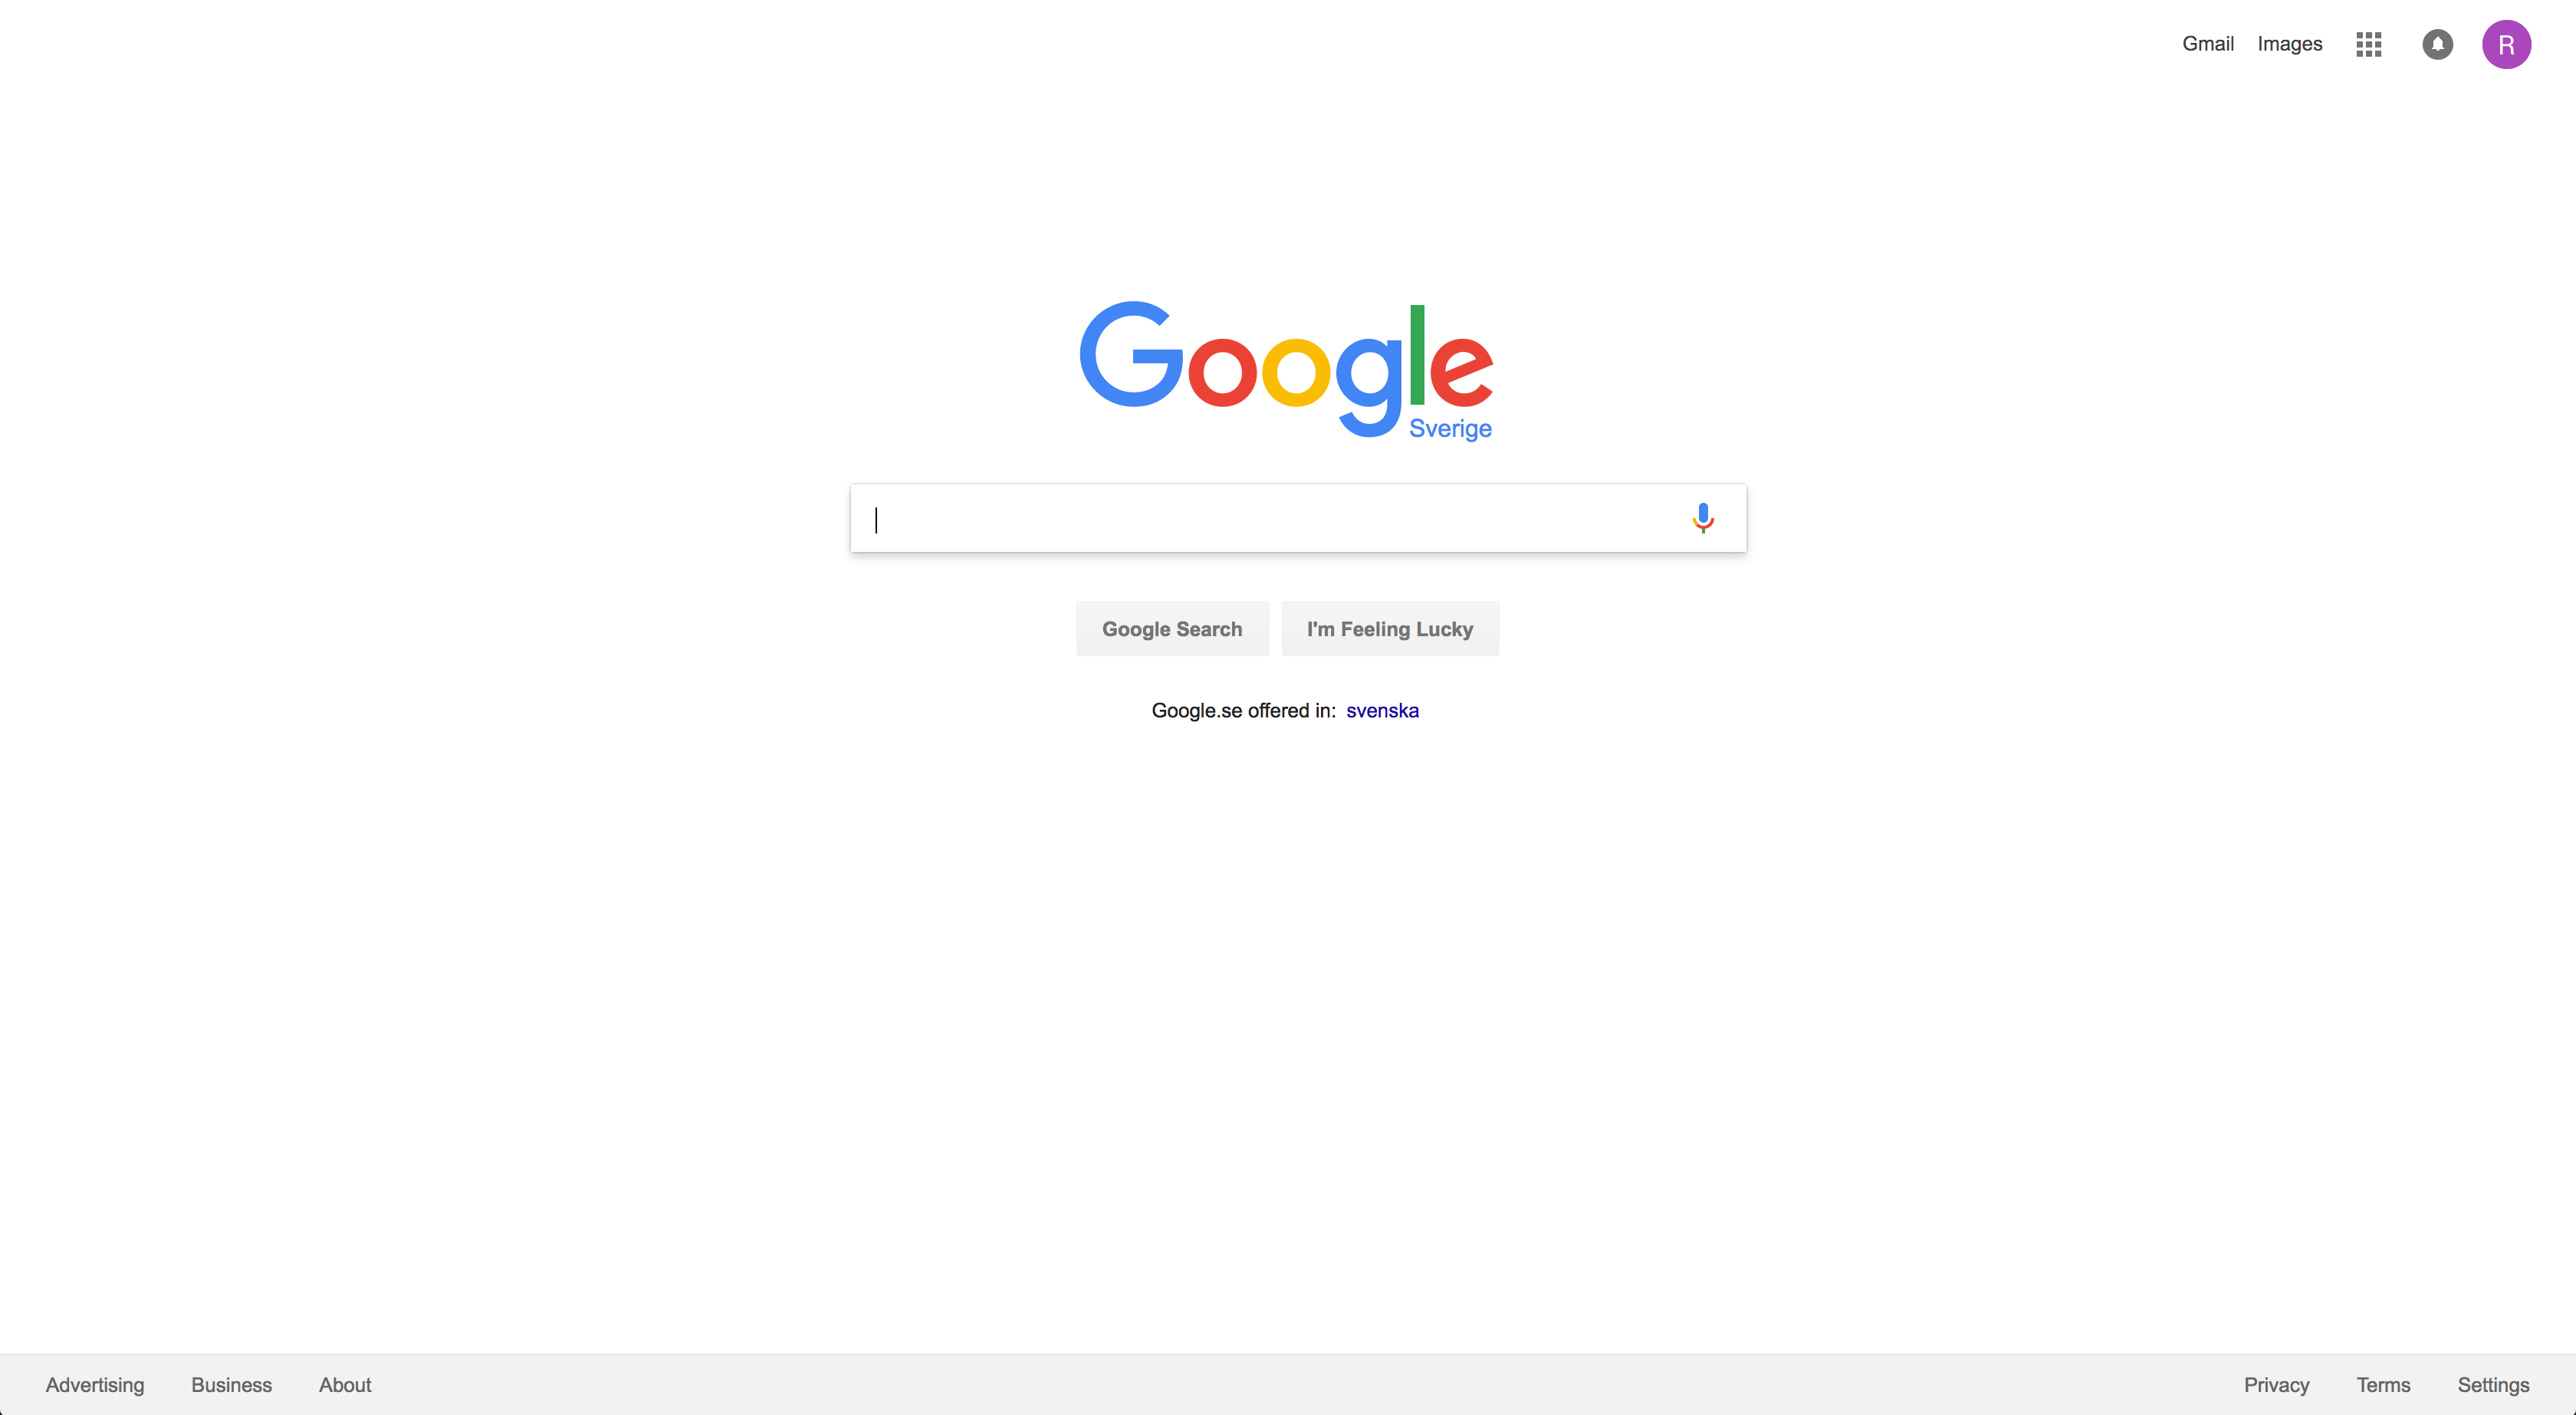 Gmail Images R
Google
Sverige
Google Search I'm Feeling Lucky
Google.se offered in: svenska
Advertising Business About Privacy Terms Settings